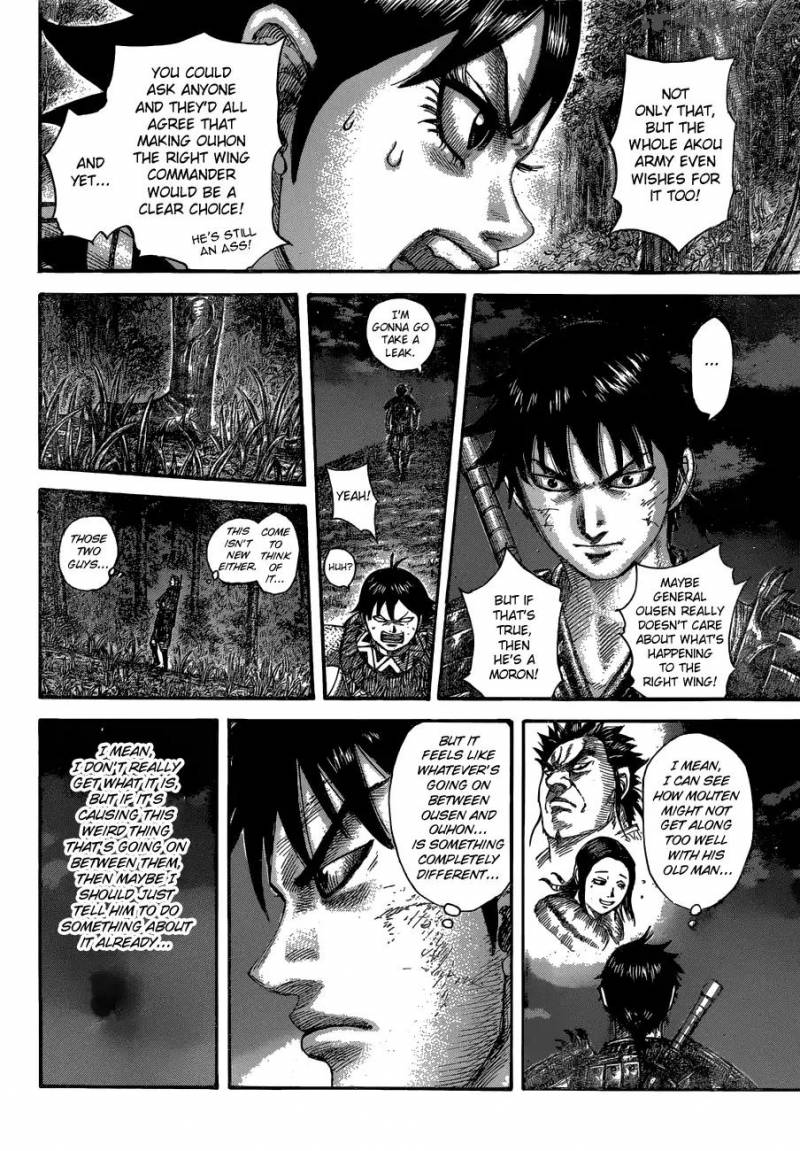 NOT
ONLY THAT,
BUT THE
WHOLE AKOU
ARMY EVEN
WISHES FOR
IT TOO!
YOU COULD
ASK ANYONE
AND THEY'D ALL
AGREE THAT
MAKING OUHON
THE RIGHT WING
COMMANDER
WOULD BE A
CLEAR CHOICE!
HE'S STILL
AN ASS!
AND
YET...
...
MAYBE
GENERAL
OUSEN REALLY
DOESN'T CARE
ABOUT WHAT'S
HAPPENING
TO THE
RIGHT WING!
BUT IF
THAT'S
TRUE,
THEN
HE'S A
MORON!
I'M
GONNA GO
TAKE A
LEAK.
YEAH!
HUH?
COME
TO THINK
OF IT...
THIS
ISN'T
NEW
EITHER.
THOSE
TWO
GUYS...
I MEAN,
I CAN SEE
HOW MOUTEN
MIGHT NOT
GET ALONG
TOO WELL
WITH HIS
OLD MAN...
BUT IT
FEELS LIKE
WHATEVER'S
GOING ON
BETWEEN
OUSEN AND
OUHON...
IS SOMETHING
COMPLETELY
DIFFERENT...
I MEAN,
I DON'T REALLY
GET WHAT IT IS,
BUT IF IT'S
CAUSING THIS
WEIRD THING
THAT'S GOING ON
BETWEEN THEM,
THEN MAYBE I
SHOULD JUST
TELL HIM TO DO
SOMETHING ABOUT
IT ALREADY...